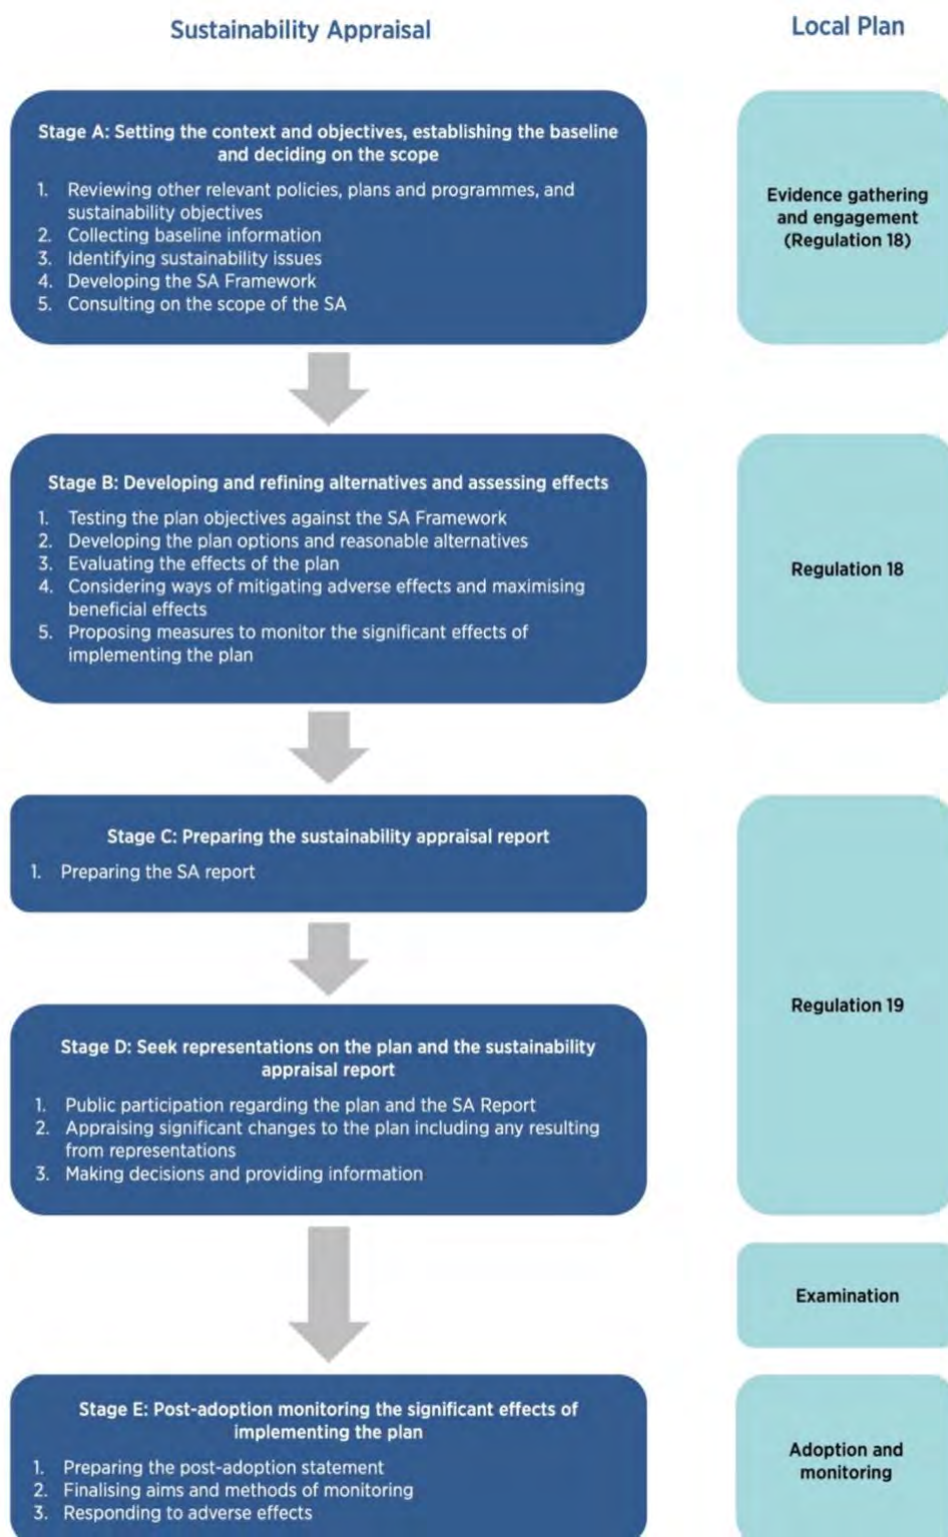 Sustainability Appraisal
Local Plan
Stage A: Setting the context and objectives, establishing the baseline
and deciding on the scope
1. Reviewing other relevant policies, plans and programmes, and
sustainability objectives
2. Collecting baseline information
3. Identifying sustainability issues
4. Developing the SA Framework
5. Consulting on the scope of the SA
Evidence gathering
and engagement
(Regulation 18)
Stage B: Developing and refining alternatives and assessing effects
1. Testing the plan objectives against the SA Framework
2. Developing the plan options and reasonable alternatives
3. Evaluating the effects of the plan
4. Considering ways of mitigating adverse effects and maximising
beneficial effects
5. Proposing measures to monitor the significant effects of
implementing the plan
Regulation 18
Stage C: Preparing the sustainability appraisal report
1. Preparing the SA report
Stage D: Seek representations on the plan and the sustainability
appraisal report
1. Public participation regarding the plan and the SA Report
2. Appraising significant changes to the plan including any resulting
from representations
3. Making decisions and providing information
Regulation 19
Examination
Stage E: Post-adoption monitoring the significant effects of
implementing the plan
1. Preparing the post-adoption statement
2. Finalising aims and methods of monitoring
3. Responding to adverse effects
Adoption and
monitoring